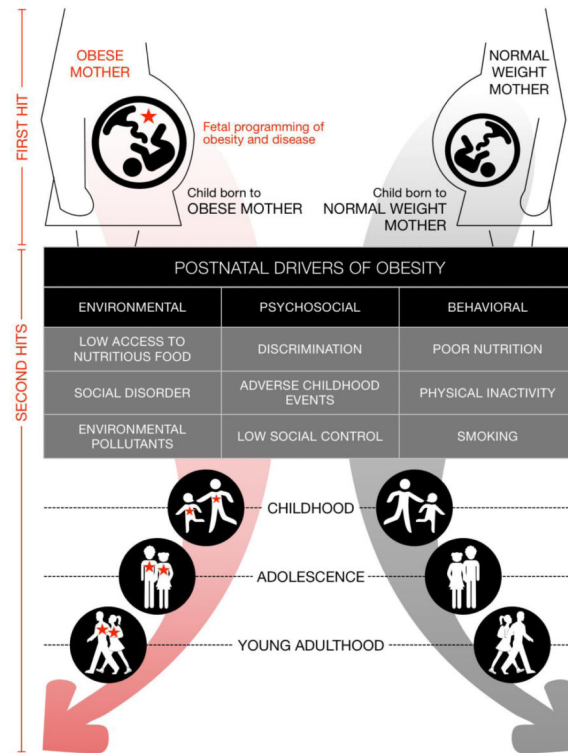 OBESE
MOTHER
NORMAL
WEIGHT
MOTHER
FIRST HIT
Fetal programming of
obesity and disease
Child born to
OBESE MOTHER
Child born to
NORMAL WEIGHT
MOTHER
SECOND HITS
POSTNATAL DRIVERS OF OBESITY
ENVIRONMENTAL
PSYCHOSOCIAL
BEHAVIORAL
LOW ACCESS TO
NUTRITIOUS FOOD
DISCRIMINATION
POOR NUTRITION
SOCIAL DISORDER
ADVERSE CHILDHOOD
EVENTS
PHYSICAL INACTIVITY
ENVIRONMENTAL
POLLUTANTS
LOW SOCIAL CONTROL
SMOKING
CHILDHOOD
ADOLESCENCE
YOUNG ADULTHOOD